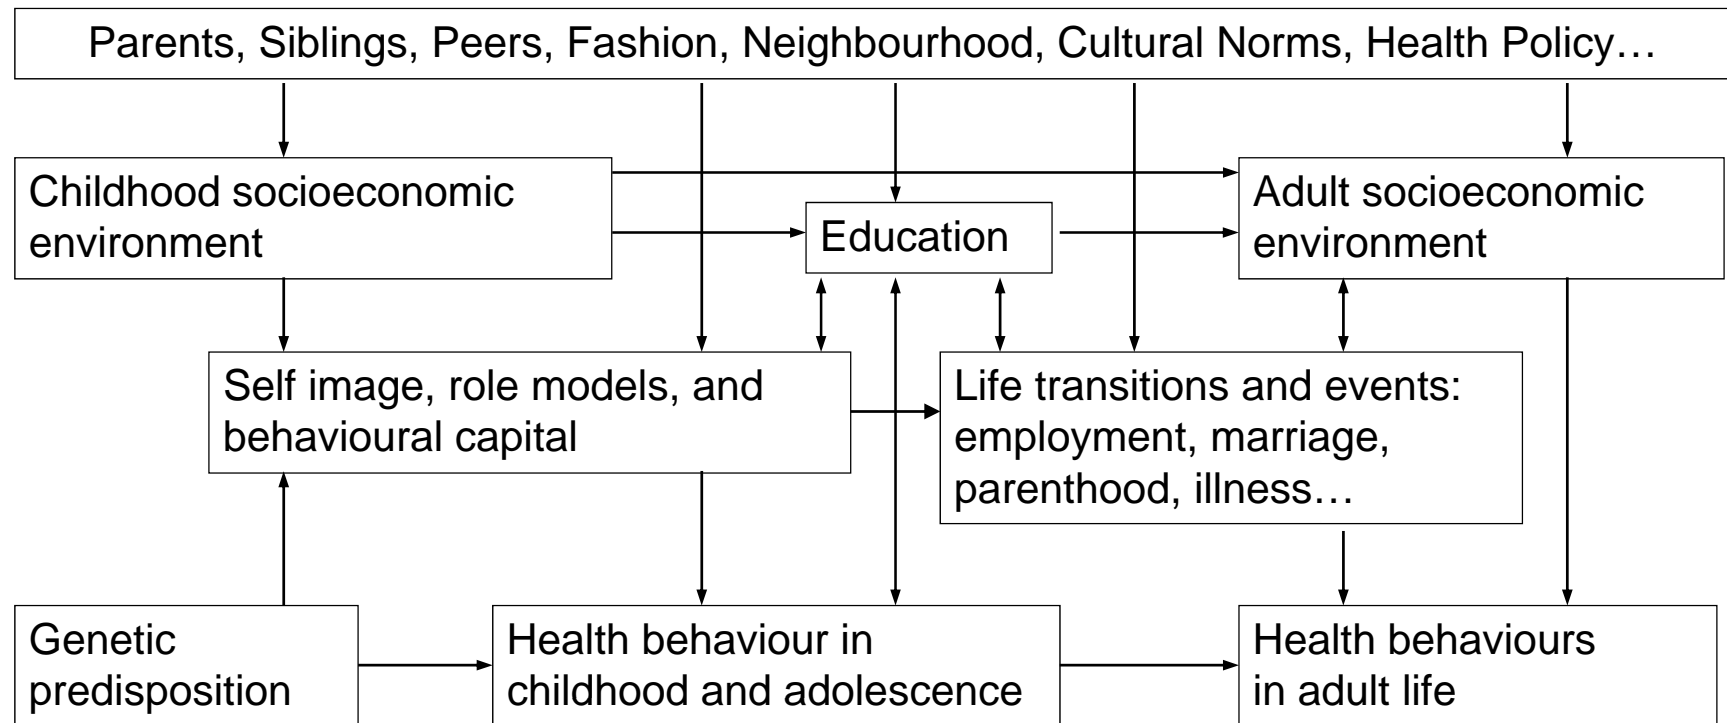 Parents, Siblings, Peers, Fashion, Neighbourhood, Cultural Norms, Health Policy…
Childhood socioeconomic
environment
Education
Adult socioeconomic
environment
Self image, role models, and
behavioural capital
Life transitions and events:
employment, marriage,
parenthood, illness…
Genetic
predisposition
Health behaviour in
childhood and adolescence
Health behaviours
in adult life